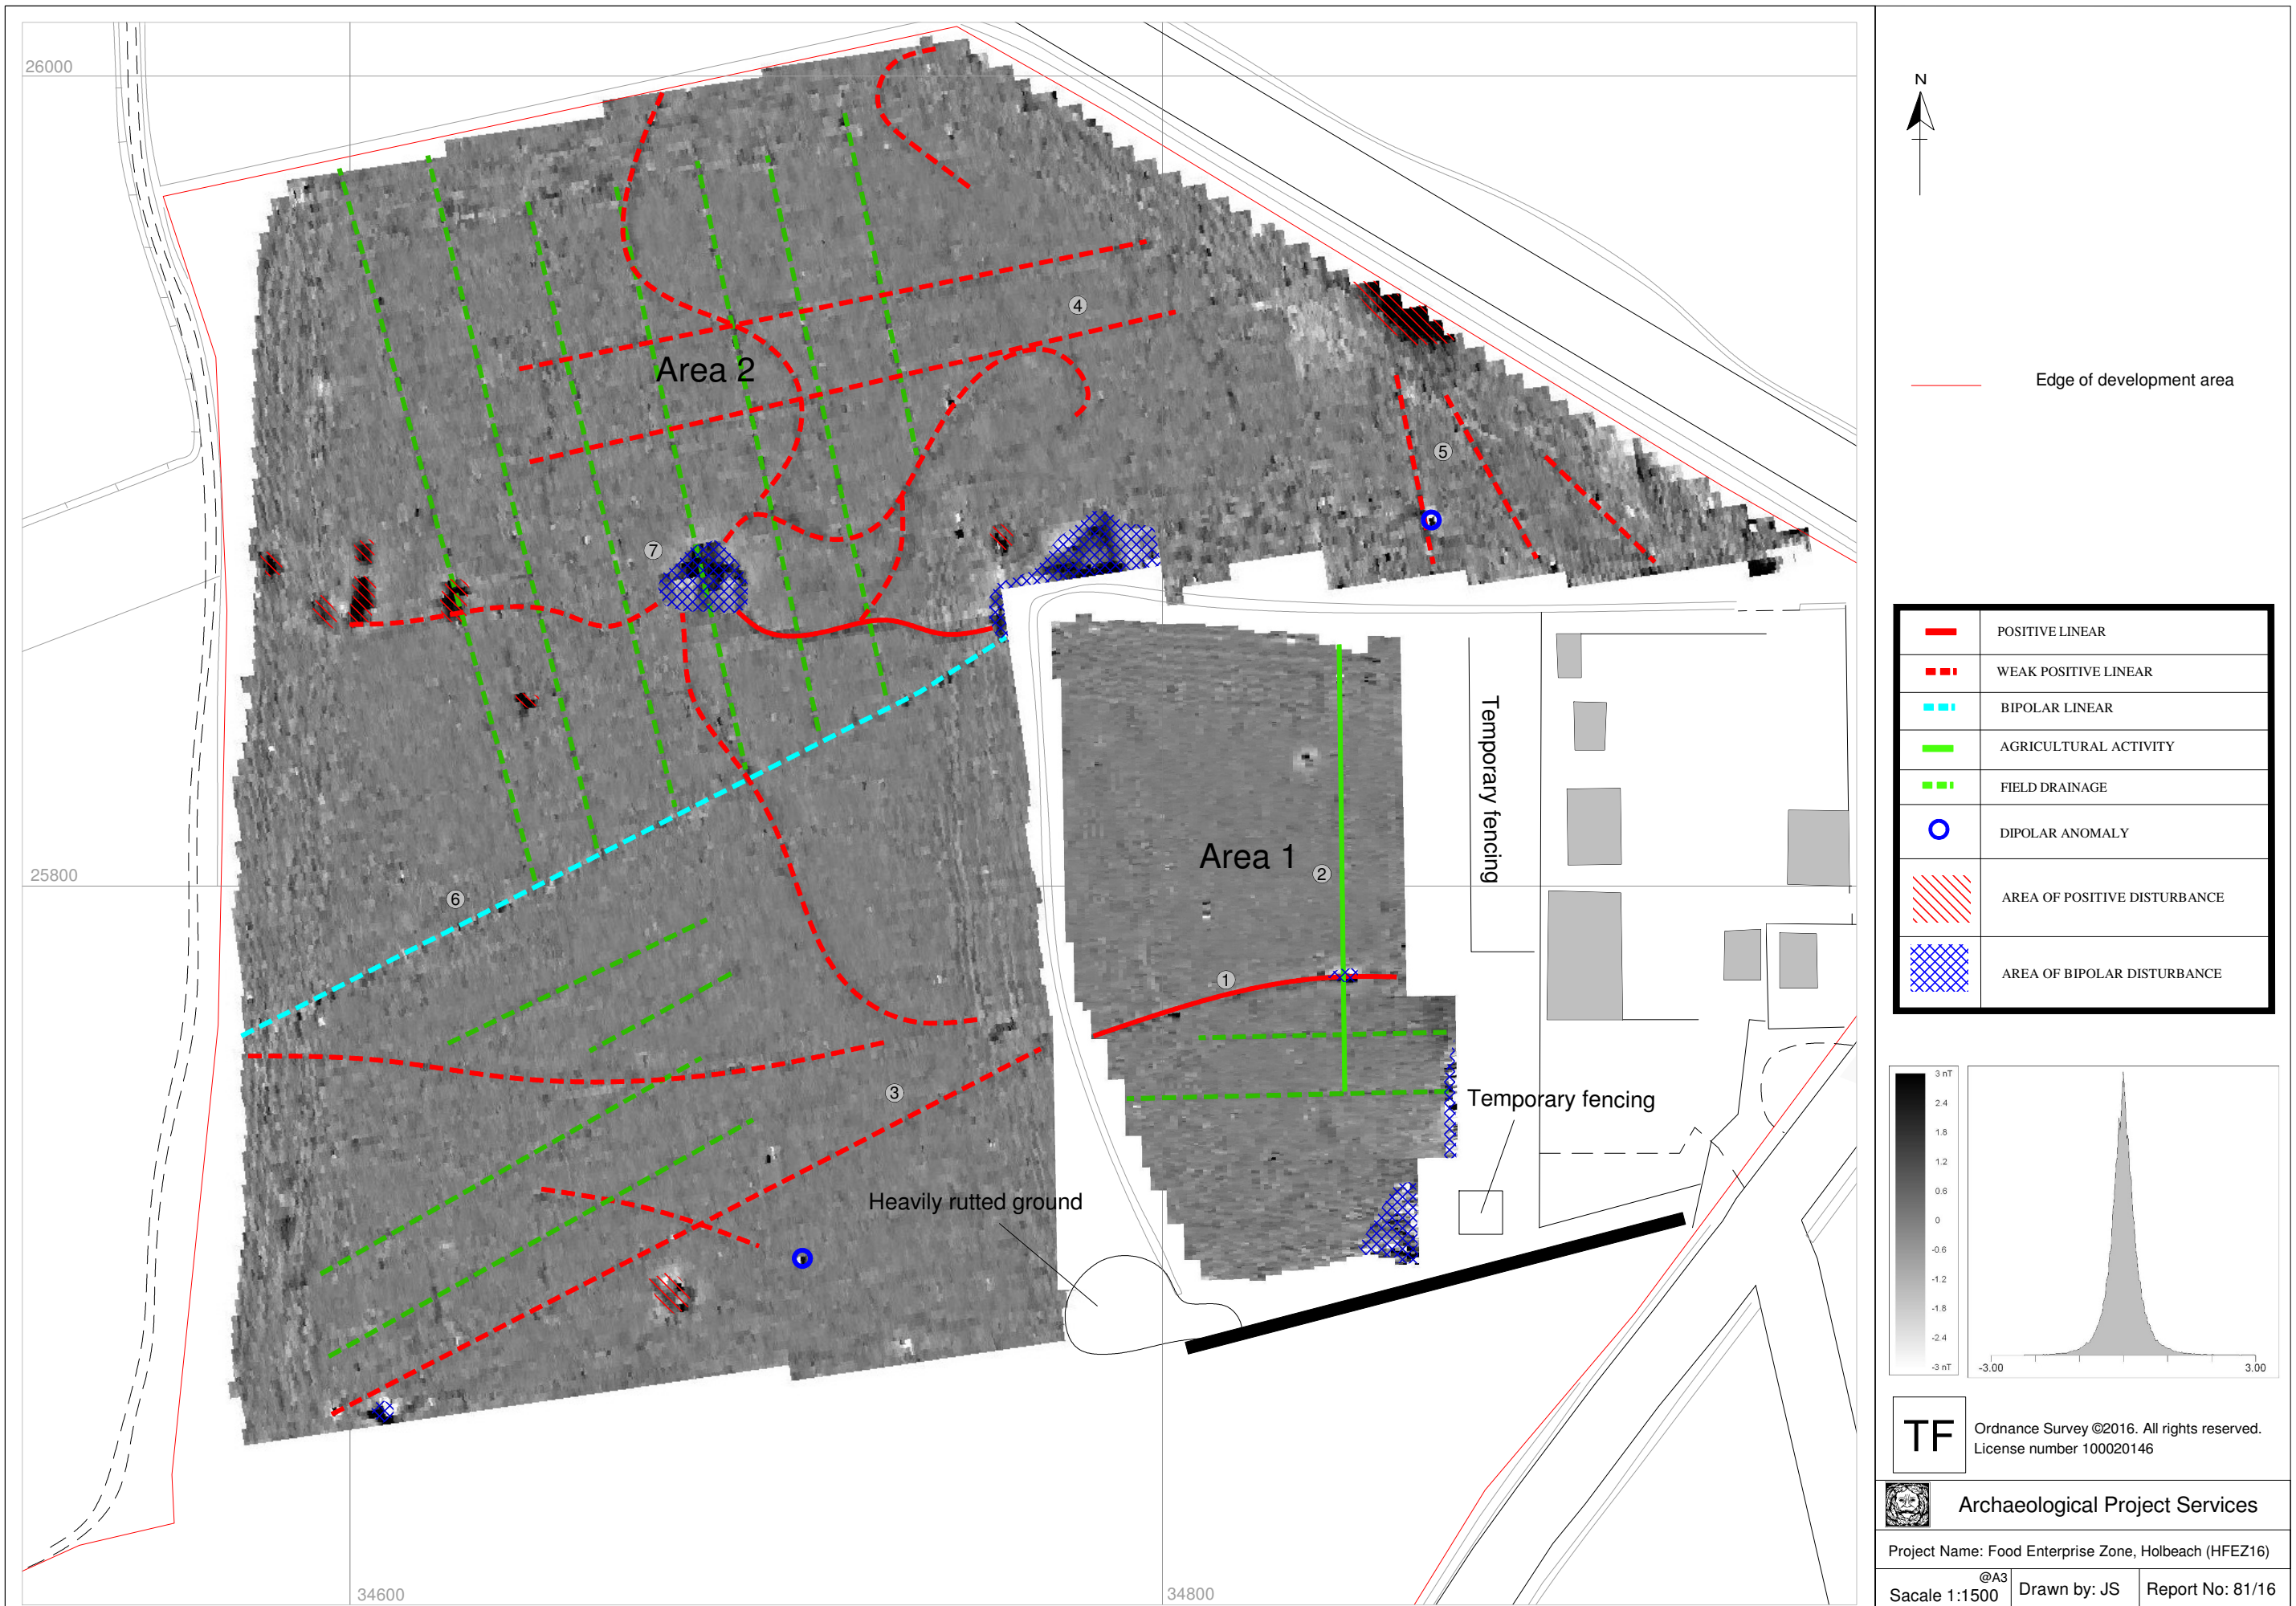 26000
Area 2
4
5
7
6
3
25800
Area 1
2
1
Temporary fencing
Temporary fencing
Heavily rutted ground
34600
34800
N
Edge of development area
POSITIVE LINEAR
WEAK POSITIVE LINEAR
BIPOLAR LINEAR
AGRICULTURAL ACTIVITY
FIELD DRAINAGE
DIPOLAR ANOMALY
AREA OF POSITIVE DISTURBANCE
AREA OF BIPOLAR DISTURBANCE
3 nT
2.4
1.8
1.2
0.6
0
-0.6
-1.2
-1.8
-2.4
-3 nT
-3.00 3.00
TF
Ordnance Survey ©2016. All rights reserved.
License number 100020146
Archaeological Project Services
Project Name: Food Enterprise Zone, Holbeach (HFEZ16)
@A3
Sacale 1:1500 Drawn by: JS Report No: 81/16